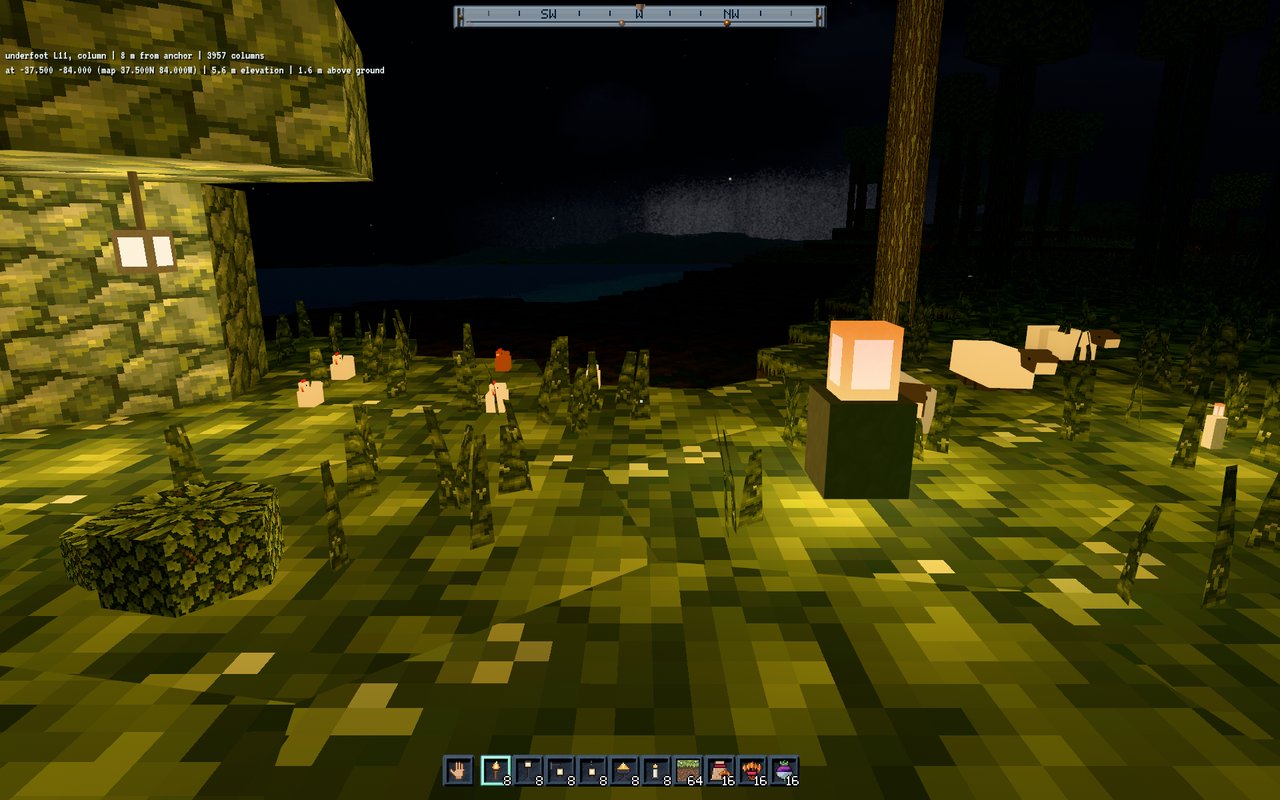 SW W NW
underfoot L11, column | 8 m from anchor | 3957 columns
at -37.500 -84.000 (map 37.500N 84.000W) | 5.6 m elevation | 1.6 m above ground
8 8 8 8 8 8 64 16 16 16